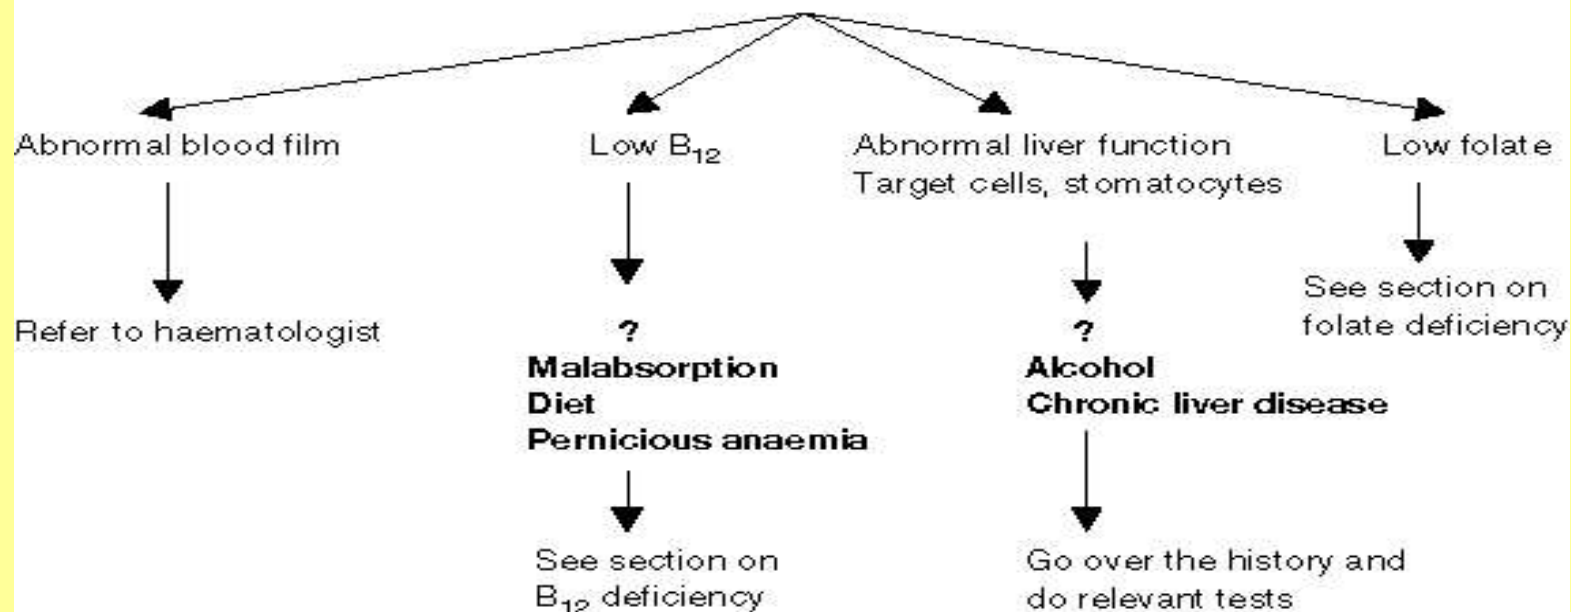 Abnormal blood film
Refer to haematologist
Low B12
?
Malabsorption
Diet
Pernicious anaemia
See section on
B12 deficiency
Abnormal liver function
Target cells, stomatocytes
?
Alcohol
Chronic liver disease
Go over the history and
do relevant tests
Low folate
See section on
folate deficiency